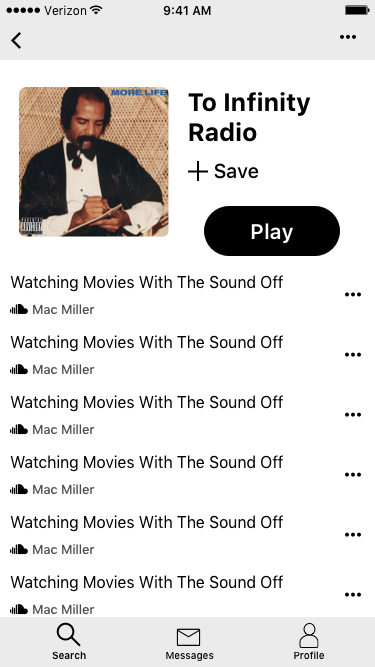 Verizon 9:41 AM
MORE LIFE
To Infinity
Radio
Save
Play
Watching Movies With The Sound Off
Mac Miller
Watching Movies With The Sound Off
Mac Miller
Watching Movies With The Sound Off
Mac Miller
Watching Movies With The Sound Off
Mac Miller
Watching Movies With The Sound Off
Mac Miller
Watching Movies With The Sound Off
Mac Miller
Search Messages Profile